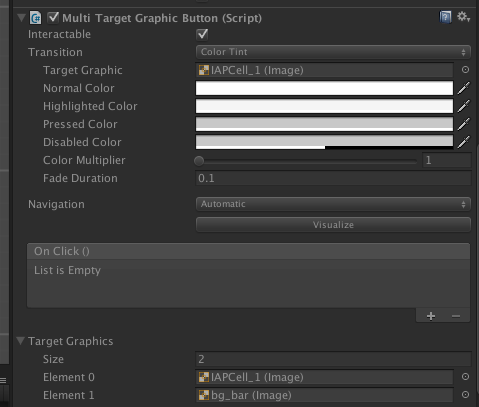 Multi Target Graphic Button (Script)
Interactable
Transition Color Tint
Target Graphic IAPCell_1 (Image)
Normal Color
Highlighted Color
Pressed Color
Disabled Color
Color Multiplier 1
Fade Duration 0.1
Navigation Automatic
Visualize
On Click ()
List is Empty
Target Graphics
Size 2
Element 0 IAPCell_1 (Image)
Element 1 bg_bar (Image)